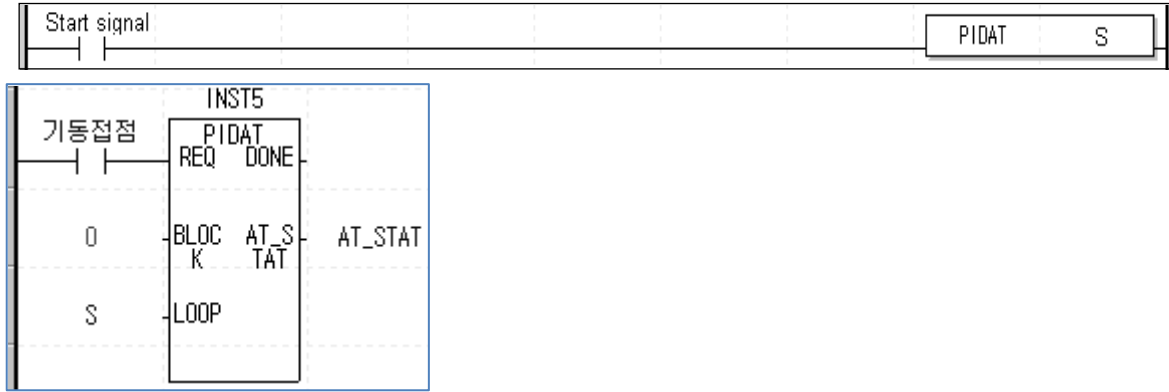 Start signal
PIDAT S
INST5
기동접점
PIDAT
REQ DONE
0 BLOC AT_S AT_STAT
K TAT
S LOOP